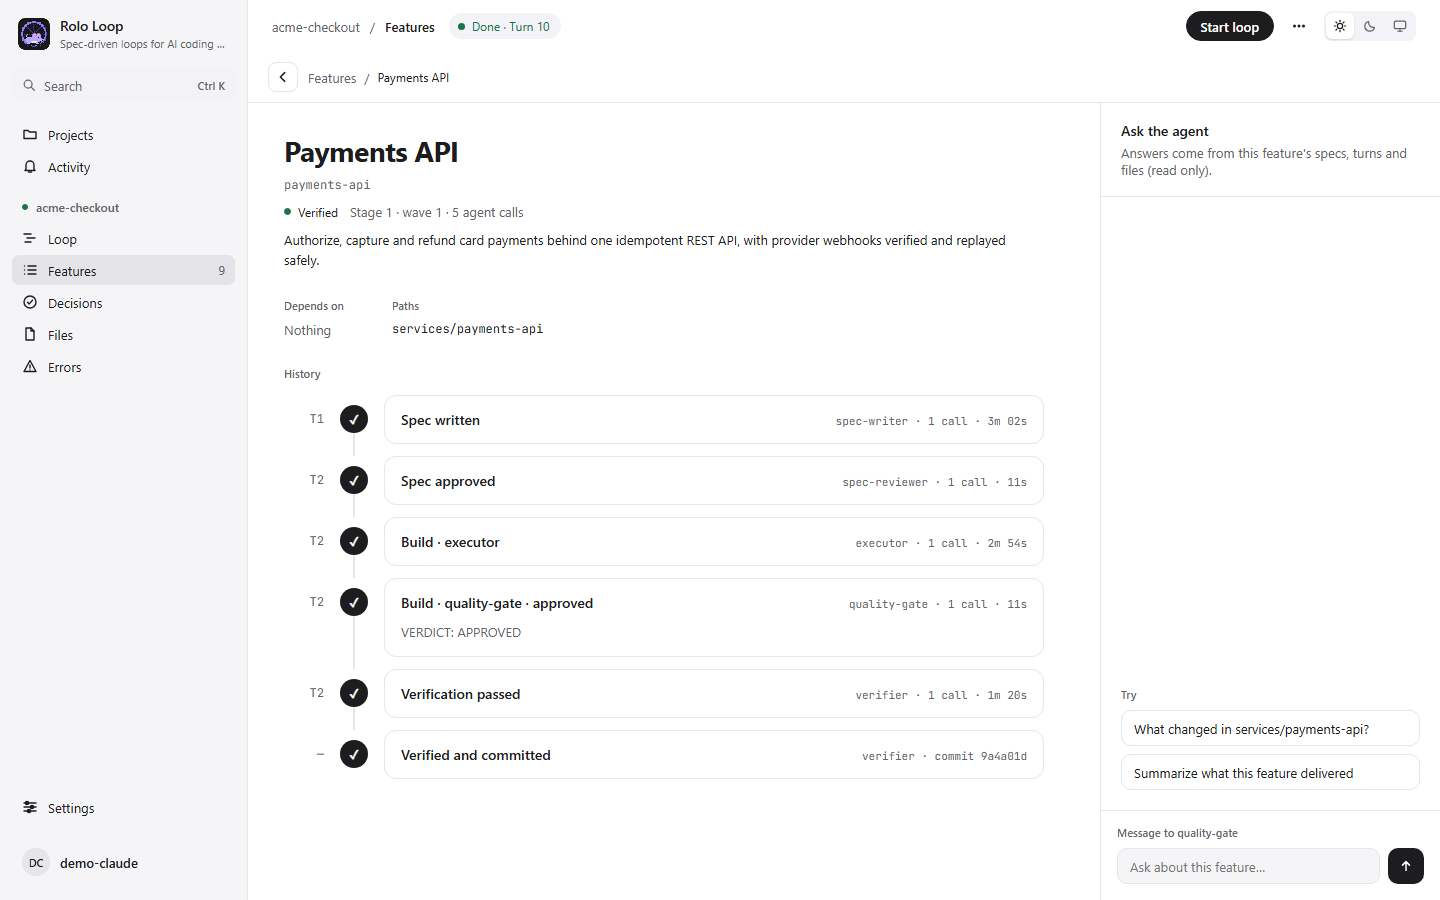 Rolo Loop
Spec-driven loops for AI coding ...
Search
Ctrl K
Projects
Activity
acme-checkout
Loop
Features
9
Decisions
Files
Errors
Settings
DC
demo-claude
acme-checkout / Features
Done · Turn 10
Start loop
Features / Payments API
Payments API
payments-api
Verified Stage 1 · wave 1 · 5 agent calls
Authorize, capture and refund card payments behind one idempotent REST API, with provider webhooks verified and replayed
safely.
Depends on
Nothing
Paths
services/payments-api
History
T1
Spec written
spec-writer · 1 call · 3m 02s
T2
Spec approved
spec-reviewer · 1 call · 11s
T2
Build · executor
executor · 1 call · 2m 54s
T2
Build · quality-gate · approved
quality-gate · 1 call · 11s
VERDICT: APPROVED
T2
Verification passed
verifier · 1 call · 1m 20s
–
Verified and committed
verifier · commit 9a4a01d
Ask the agent
Answers come from this feature's specs, turns and
files (read only).
Try
What changed in services/payments-api?
Summarize what this feature delivered
Message to quality-gate
Ask about this feature...